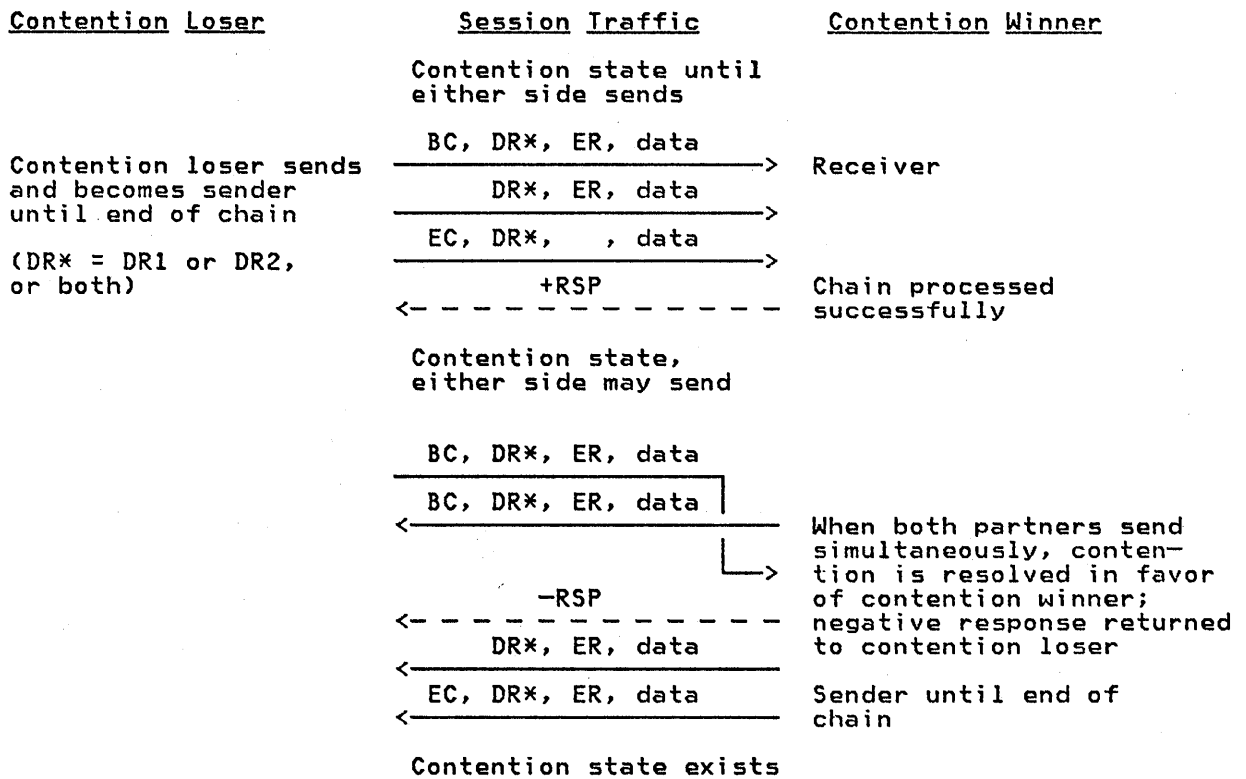 Contention Loser Session Traffic Contention Winner
Contention state until
either side sends
BC, DR*, ER, data
Contention loser sends
and becomes sender
until end of chain
(DR* = DR1 or DR2,
or both)
Receiver
DR*, ER, data
EC, DR*, , data
+RSP
Chain processed
successfully
Contention state,
either side may send
BC, DR*, ER, data
BC, DR*, ER, data
When both partners send
simultaneously, conten-
tion is resolved in favor
of contention winner;
negative response returned
to contention loser
-RSP
DR*, ER, data
EC, DR*, ER, data
Sender until end of
chain
Contention state exists